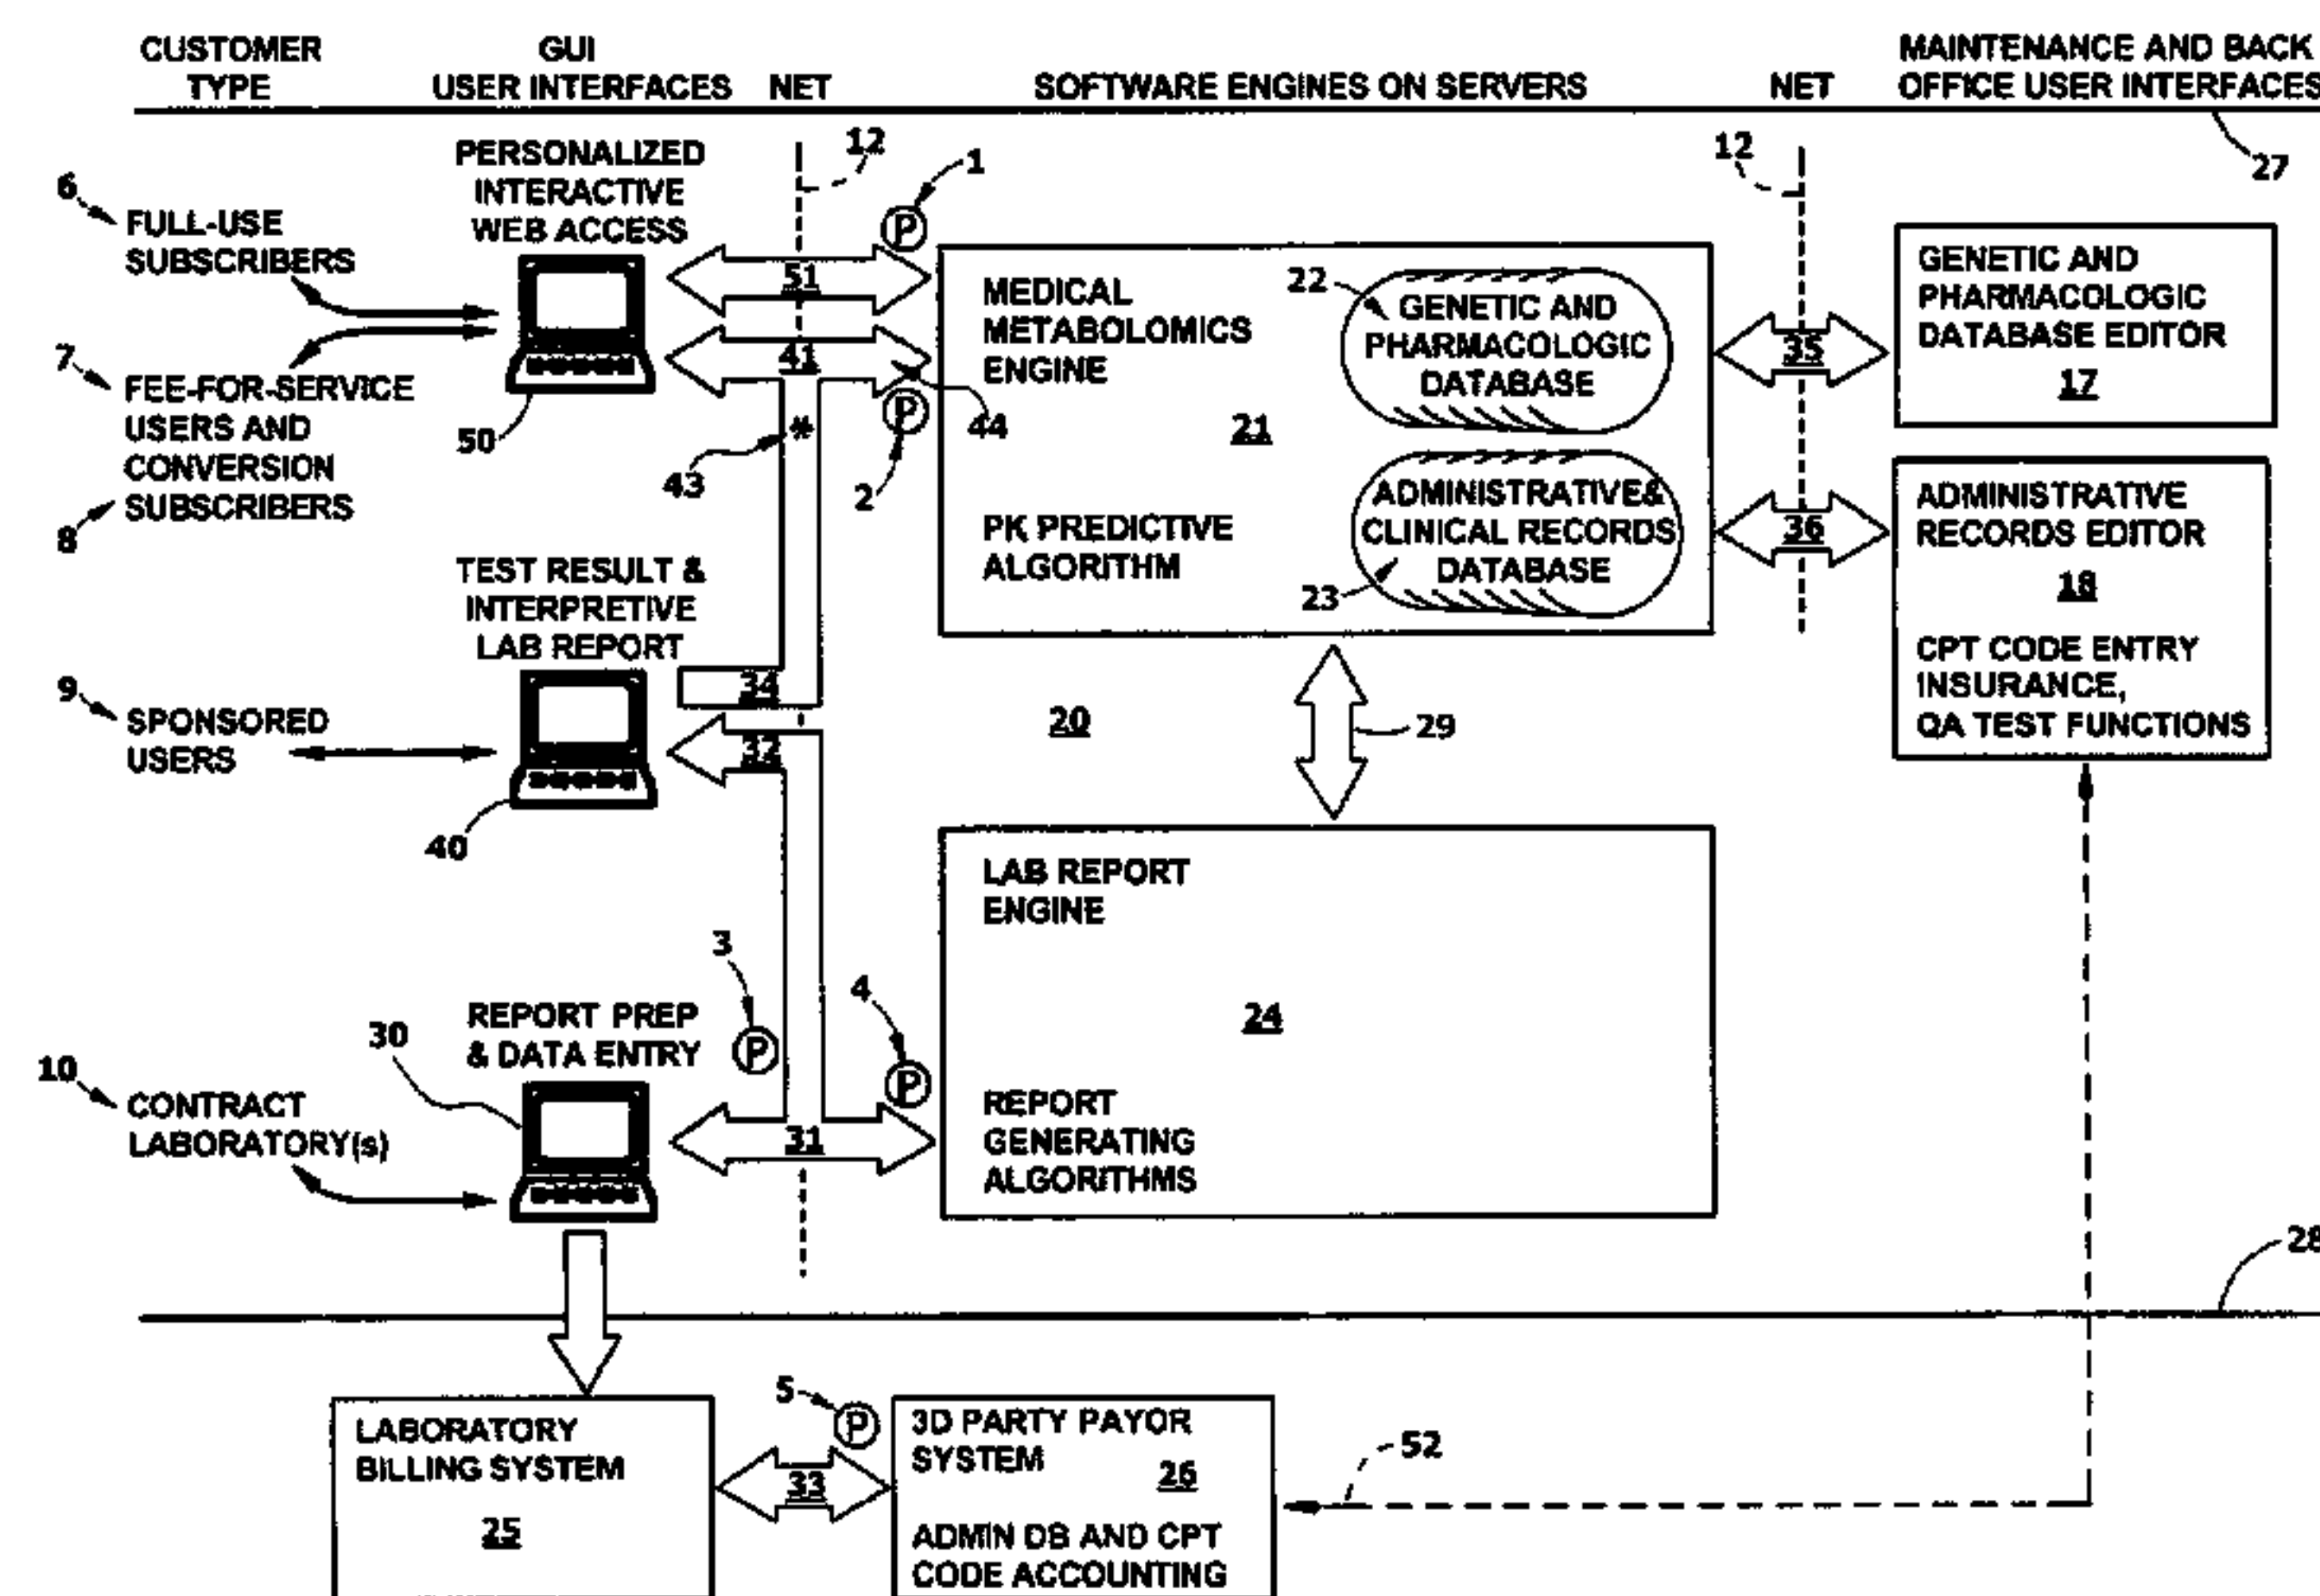 CUSTOMER
TYPE
GUI
USER INTERFACES
NET
SOFTWARE ENGINES ON SERVERS
NET
MAINTENANCE AND BACK
OFFICE USER INTERFACES
27
12
12
1
P
PERSONALIZED
INTERACTIVE
WEB ACCESS
6
FULL-USE
SUBSCRIBERS
7
FEE-FOR-SERVICE
USERS AND
CONVERSION
SUBSCRIBERS
8
50
51
41
44
P
2
43
*
MEDICAL
METABOLOMICS
ENGINE
21
PK PREDICTIVE
ALGORITHM
22
GENETIC AND
PHARMACOLOGIC
DATABASE
ADMINISTRATIVE&
CLINICAL RECORDS
DATABASE
23
35
36
GENETIC AND
PHARMACOLOGIC
DATABASE EDITOR
17
ADMINISTRATIVE
RECORDS EDITOR
18
CPT CODE ENTRY
INSURANCE,
QA TEST FUNCTIONS
TEST RESULT &
INTERPRETIVE
LAB REPORT
9
SPONSORED
USERS
40
34
32
20
29
LAB REPORT
ENGINE
24
REPORT
GENERATING
ALGORITHMS
3
P
4
P
REPORT PREP
& DATA ENTRY
30
10
CONTRACT
LABORATORY(s)
31
28
LABORATORY
BILLING SYSTEM
25
5
P
33
3D PARTY PAYOR
SYSTEM
26
ADMIN DB AND CPT
CODE ACCOUNTING
52